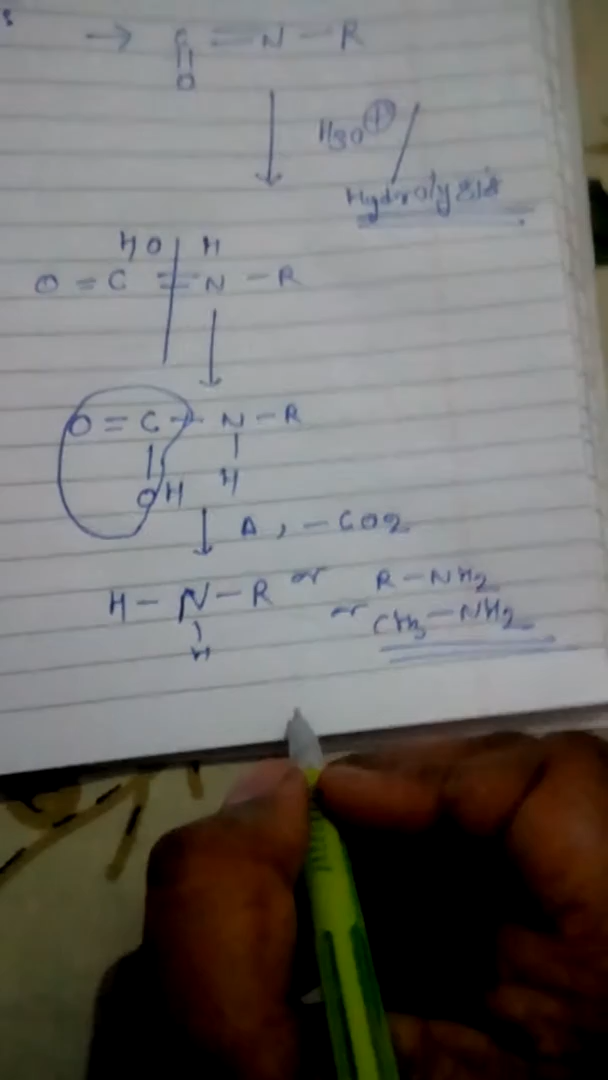 → C = N - R
||
O
H3O⊕
Hydrolysis
HO H
O = C = N - R
O = C - N - R
| |
OH H
Δ, - CO2
H - N - R or R - NH2
| or CH3 - NH2
H